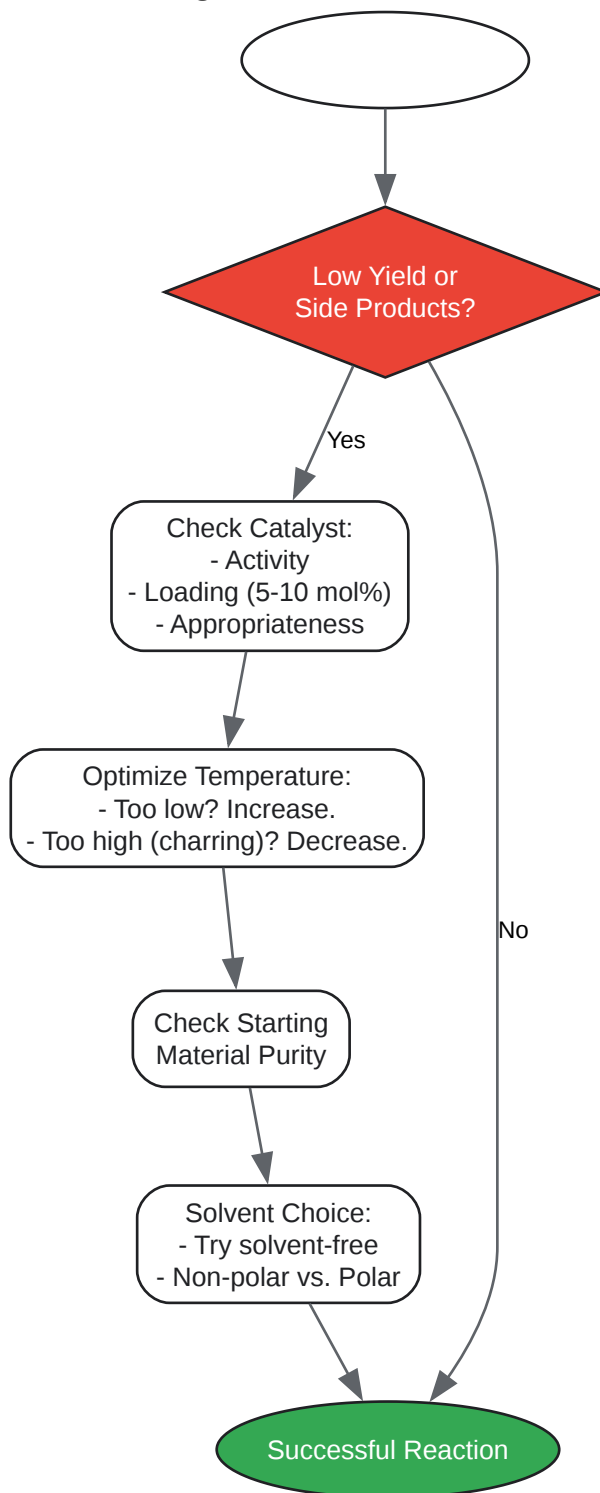 Low Yield or
Side Products?
Yes
Check Catalyst:
- Activity
- Loading (5-10 mol%)
- Appropriateness
Optimize Temperature:
- Too low? Increase.
- Too high (charring)? Decrease.
No
Check Starting
Material Purity
Solvent Choice:
- Try solvent-free
- Non-polar vs. Polar
Successful Reaction